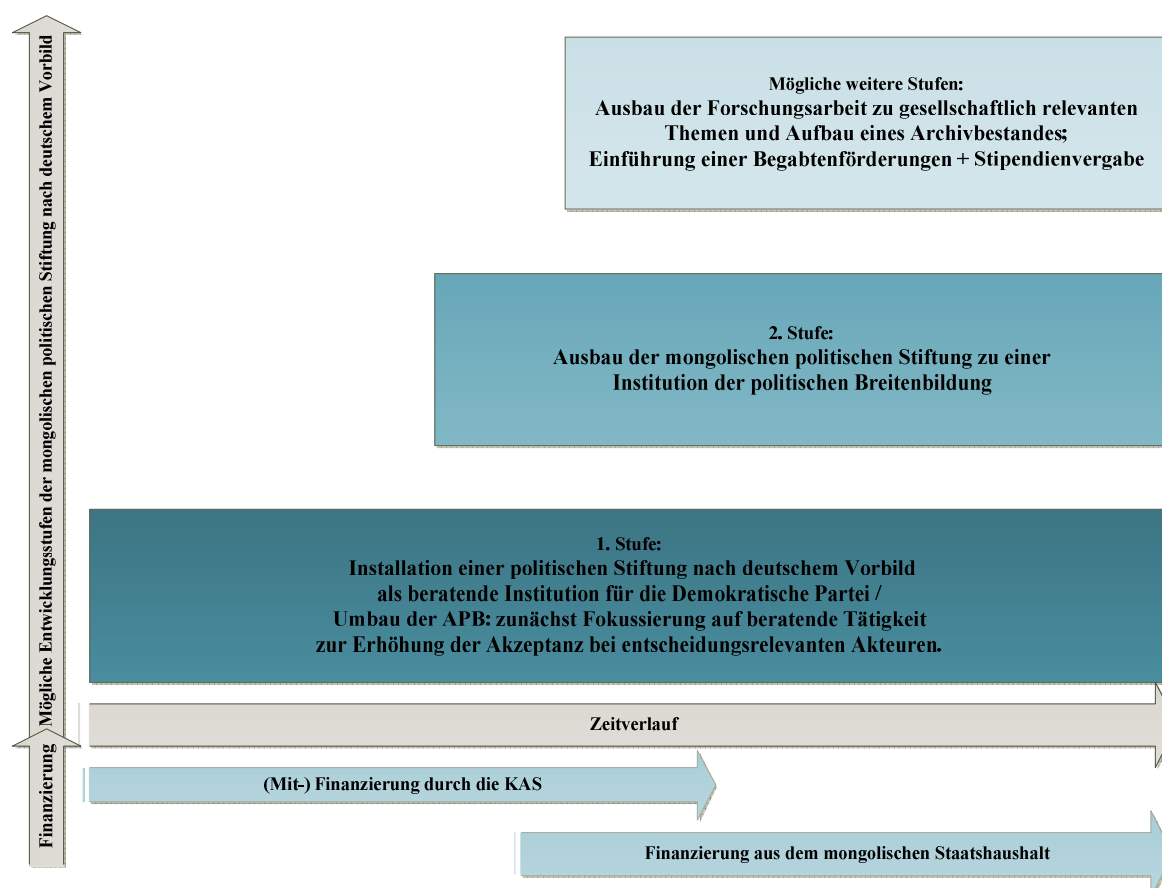 Mögliche weitere Stufen:
Ausbau der Forschungsarbeit zu gesellschaftlich relevanten
Themen und Aufbau eines Archivbestandes;
Einführung einer Begabtenförderungen + Stipendienvergabe
2. Stufe:
Ausbau der mongolischen politischen Stiftung zu einer
Institution der politischen Breitenbildung
1. Stufe:
Installation einer politischen Stiftung nach deutschem Vorbild
als beratende Institution für die Demokratische Partei /
Umbau der APB: zunächst Fokussierung auf beratende Tätigkeit
zur Erhöhung der Akzeptanz bei entscheidungsrelevanten Akteuren.
Mögliche Entwicklungsstufen der mongolischen politischen Stiftung nach deutschem Vorbild
Zeitverlauf
Finanzierung
(Mit-) Finanzierung durch die KAS
Finanzierung aus dem mongolischen Staatshaushalt